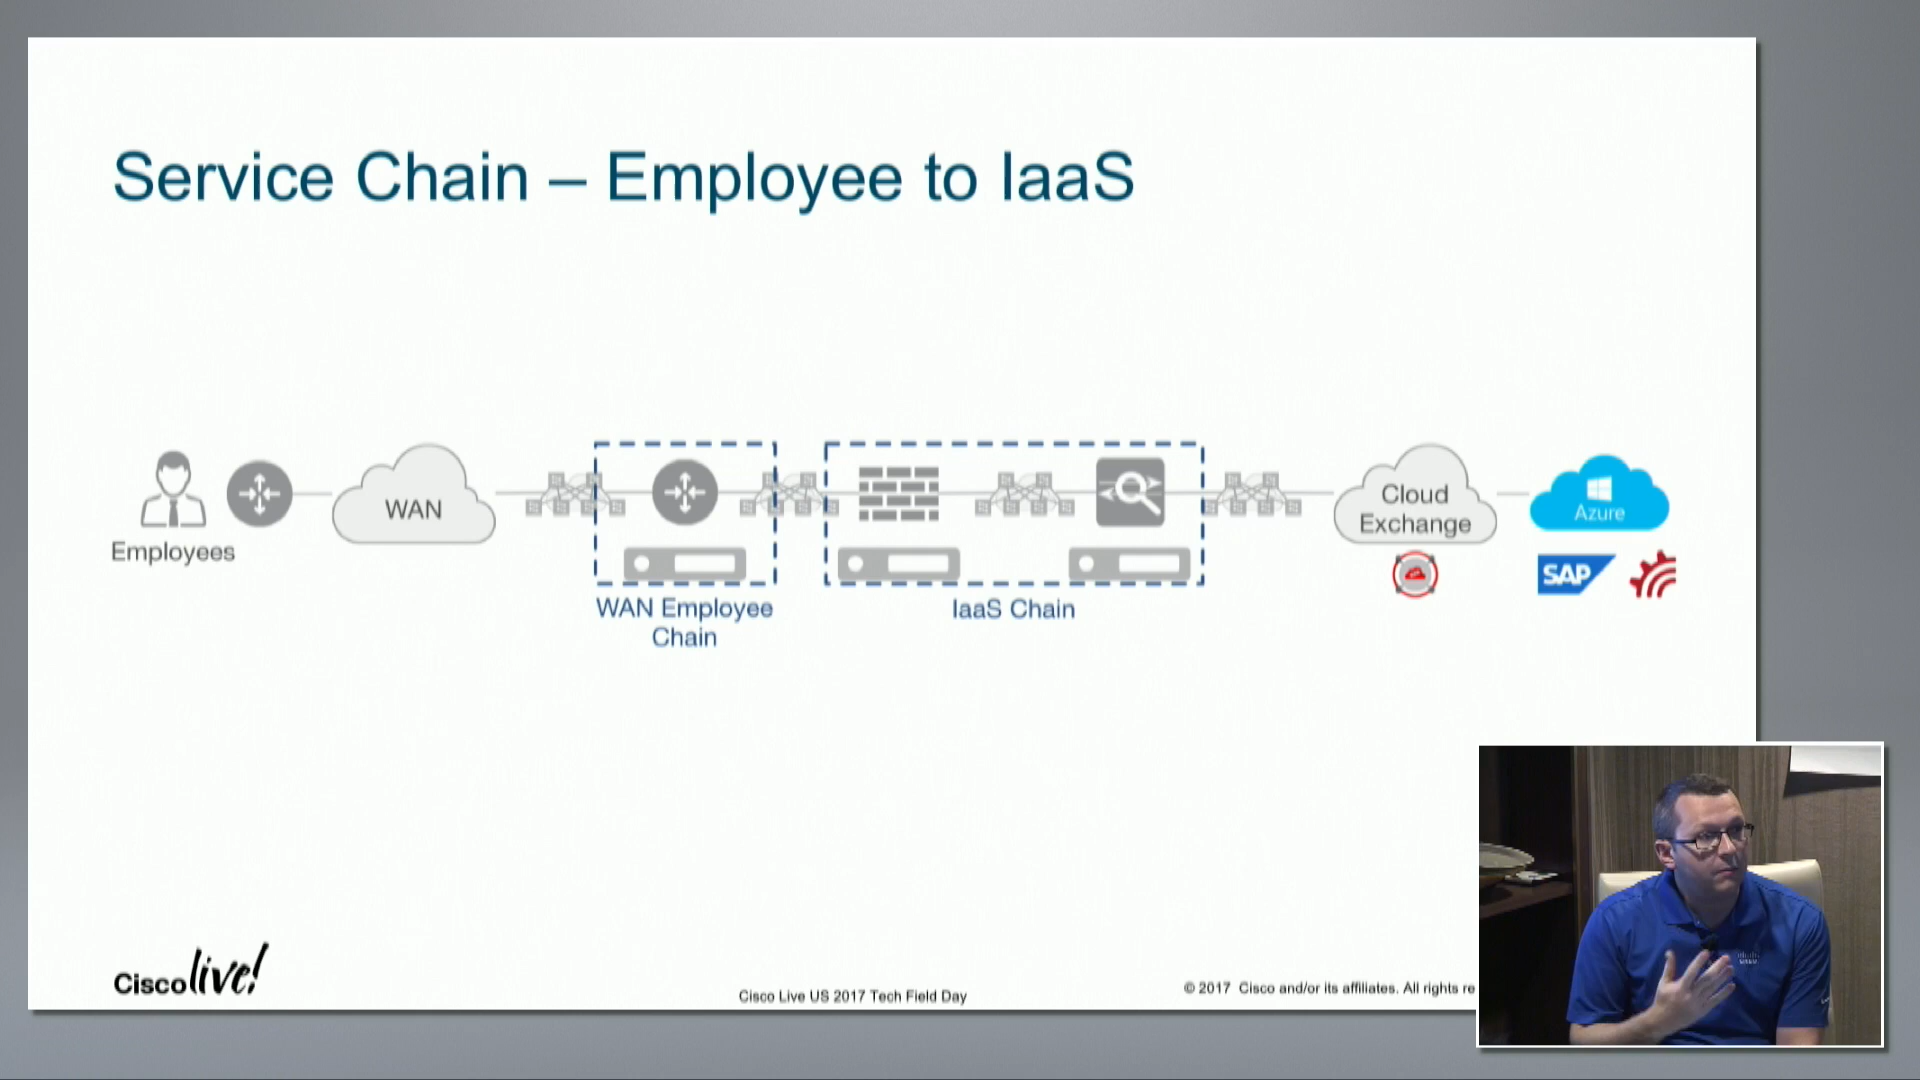 Service Chain – Employee to IaaS
Employees
WAN
WAN Employee
Chain
IaaS Chain
Cloud
Exchange
Azure
SAP
Cisco live!
Cisco Live US 2017 Tech Field Day
© 2017 Cisco and/or its affiliates. All rights re